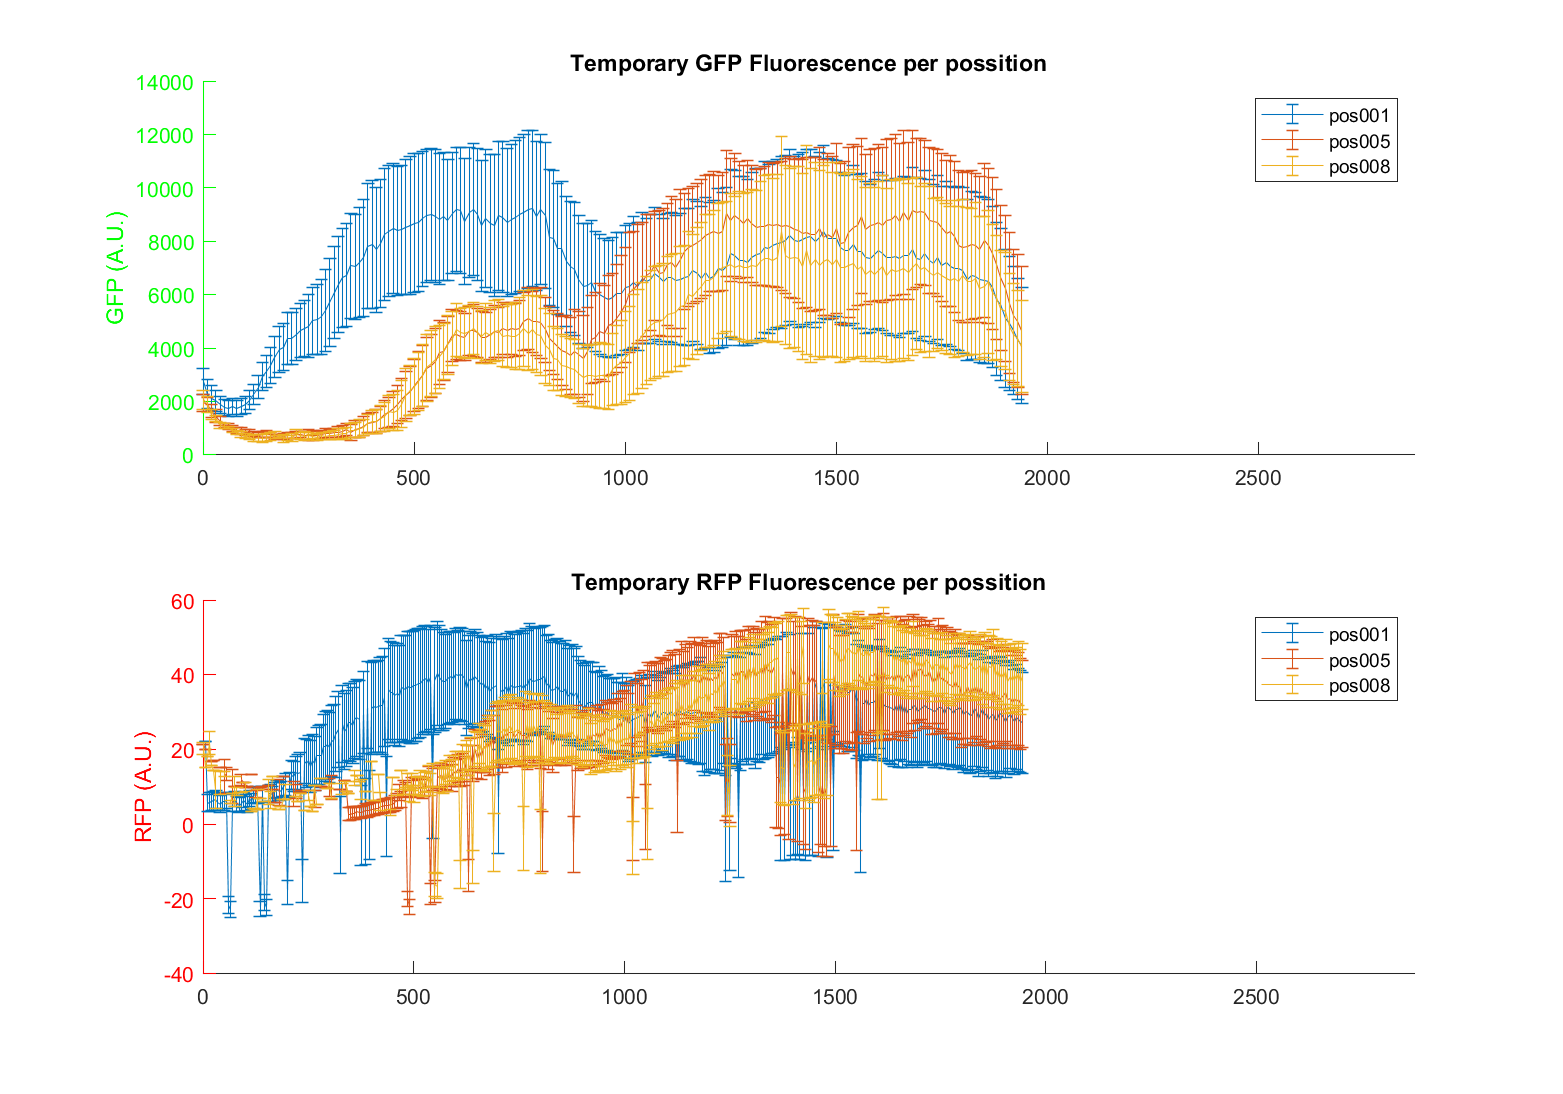 Temporary GFP Fluorescence per possition
14000
12000
10000
8000
6000
4000
2000
0
GFP (A.U.)
0 500 1000 1500 2000 2500
pos001
pos005
pos008
Temporary RFP Fluorescence per possition
60
40
20
0
-20
-40
RFP (A.U.)
0 500 1000 1500 2000 2500
pos001
pos005
pos008